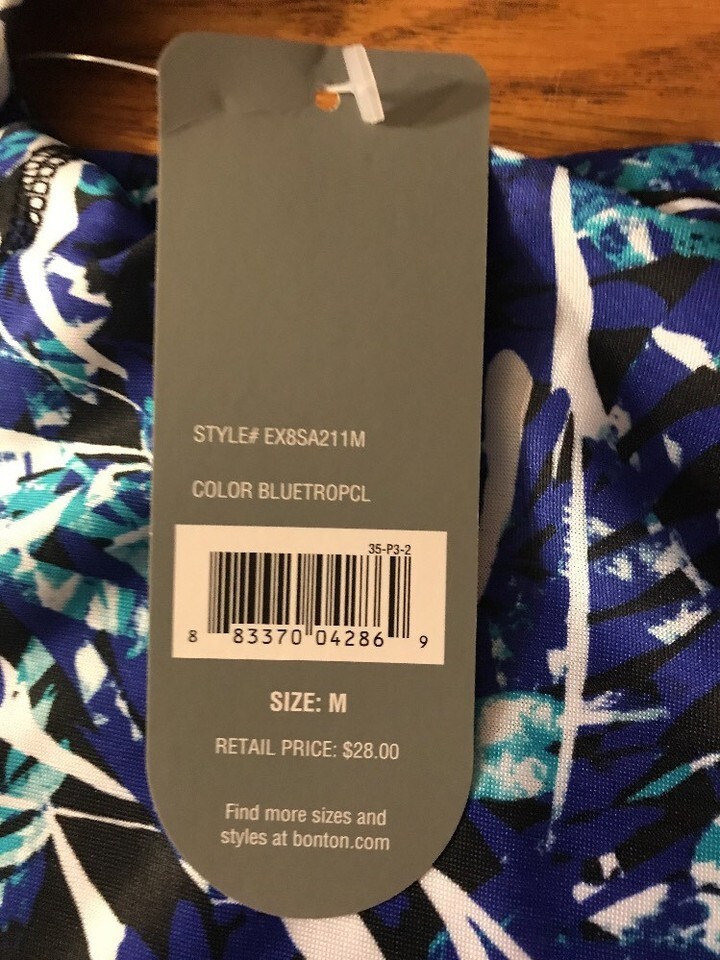 STYLE# EX8SA211M
COLOR BLUETROPCL
35-P3-2
8 83370 04286 9
SIZE: M
RETAIL PRICE: $28.00
Find more sizes and
styles at bonton.com